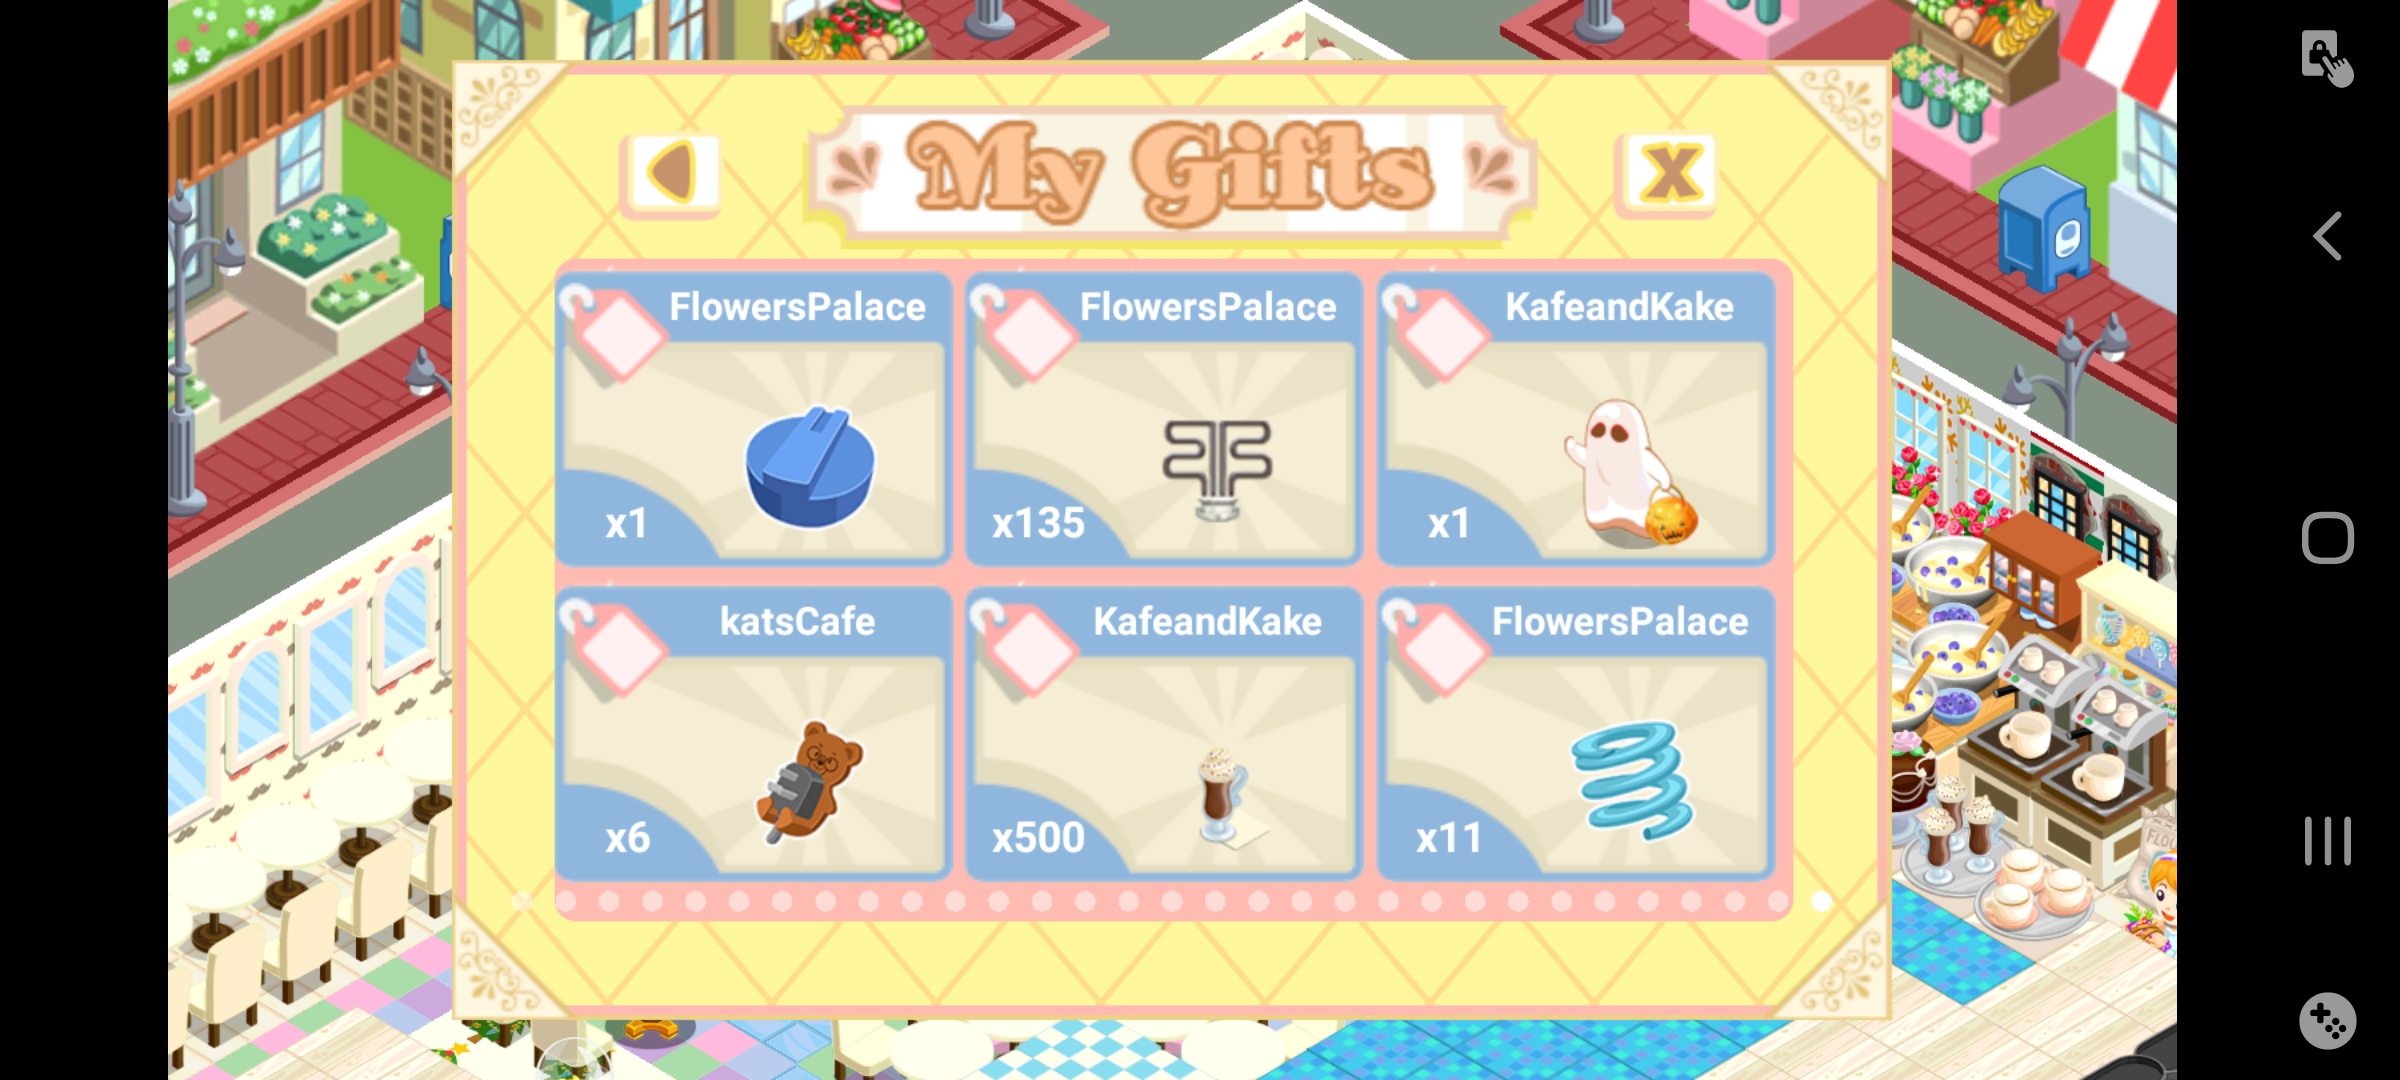 My Gifts
X
FlowersPalace
x1
FlowersPalace
x135
KafeandKake
x1
katsCafe
x6
KafeandKake
x500
FlowersPalace
x11